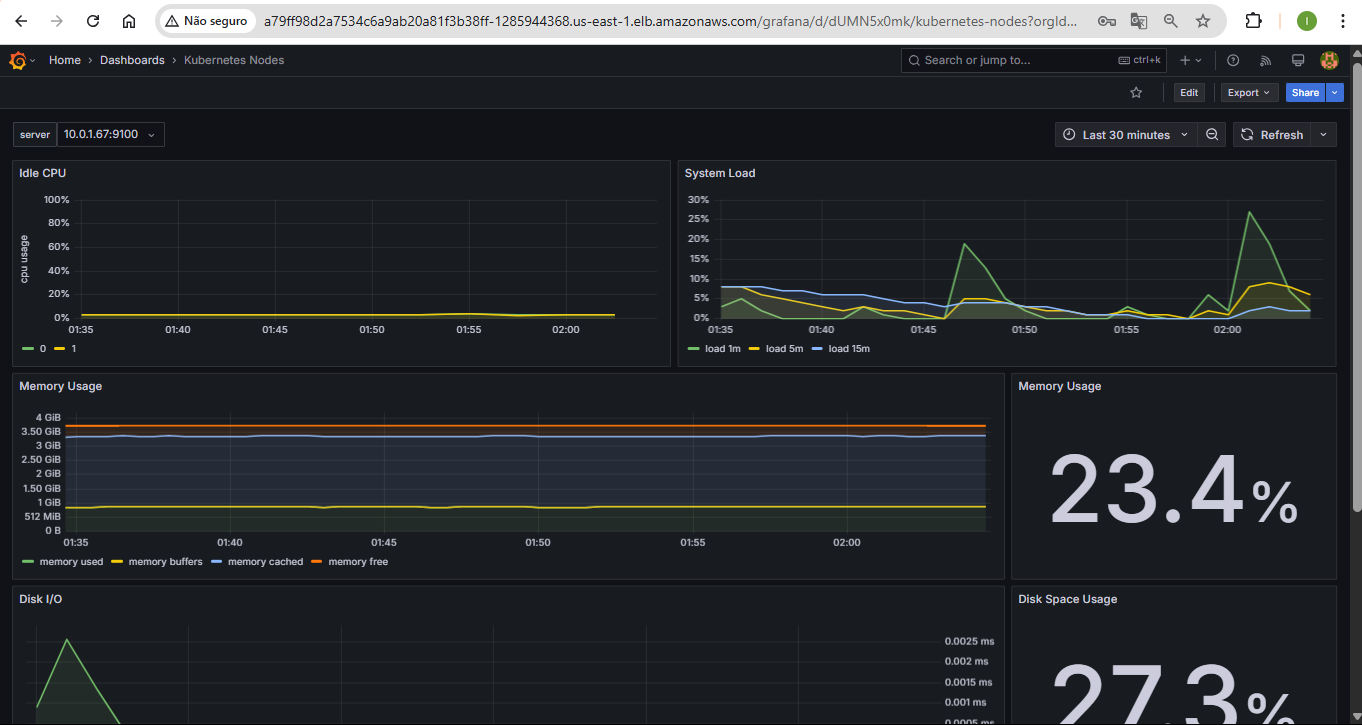 Não seguro a79ff98d2a7534c6a9ab20a81f3b38ff-1285944368.us-east-1.elb.amazonaws.com/grafana/d/dUMN5x0mk/kubernetes-nodes?orgId...
Home › Dashboards › Kubernetes Nodes
Search or jump to... ctrl+k
Edit Export Share
server 10.0.1.67:9100
Last 30 minutes Refresh
Idle CPU
cpu usage
100%
80%
60%
40%
20%
0%
01:35 01:40 01:45 01:50 01:55 02:00
0 1
System Load
30%
25%
20%
15%
10%
5%
0%
01:35 01:40 01:45 01:50 01:55 02:00
load 1m load 5m load 15m
Memory Usage
4 GiB
3.50 GiB
3 GiB
2.50 GiB
2 GiB
1.50 GiB
1 GiB
512 MiB
0 B
01:35 01:40 01:45 01:50 01:55 02:00
memory used memory buffers memory cached memory free
Memory Usage
23.4%
Disk I/O
0.0025 ms
0.002 ms
0.0015 ms
0.001 ms
0.0005 ms
Disk Space Usage
27.3%